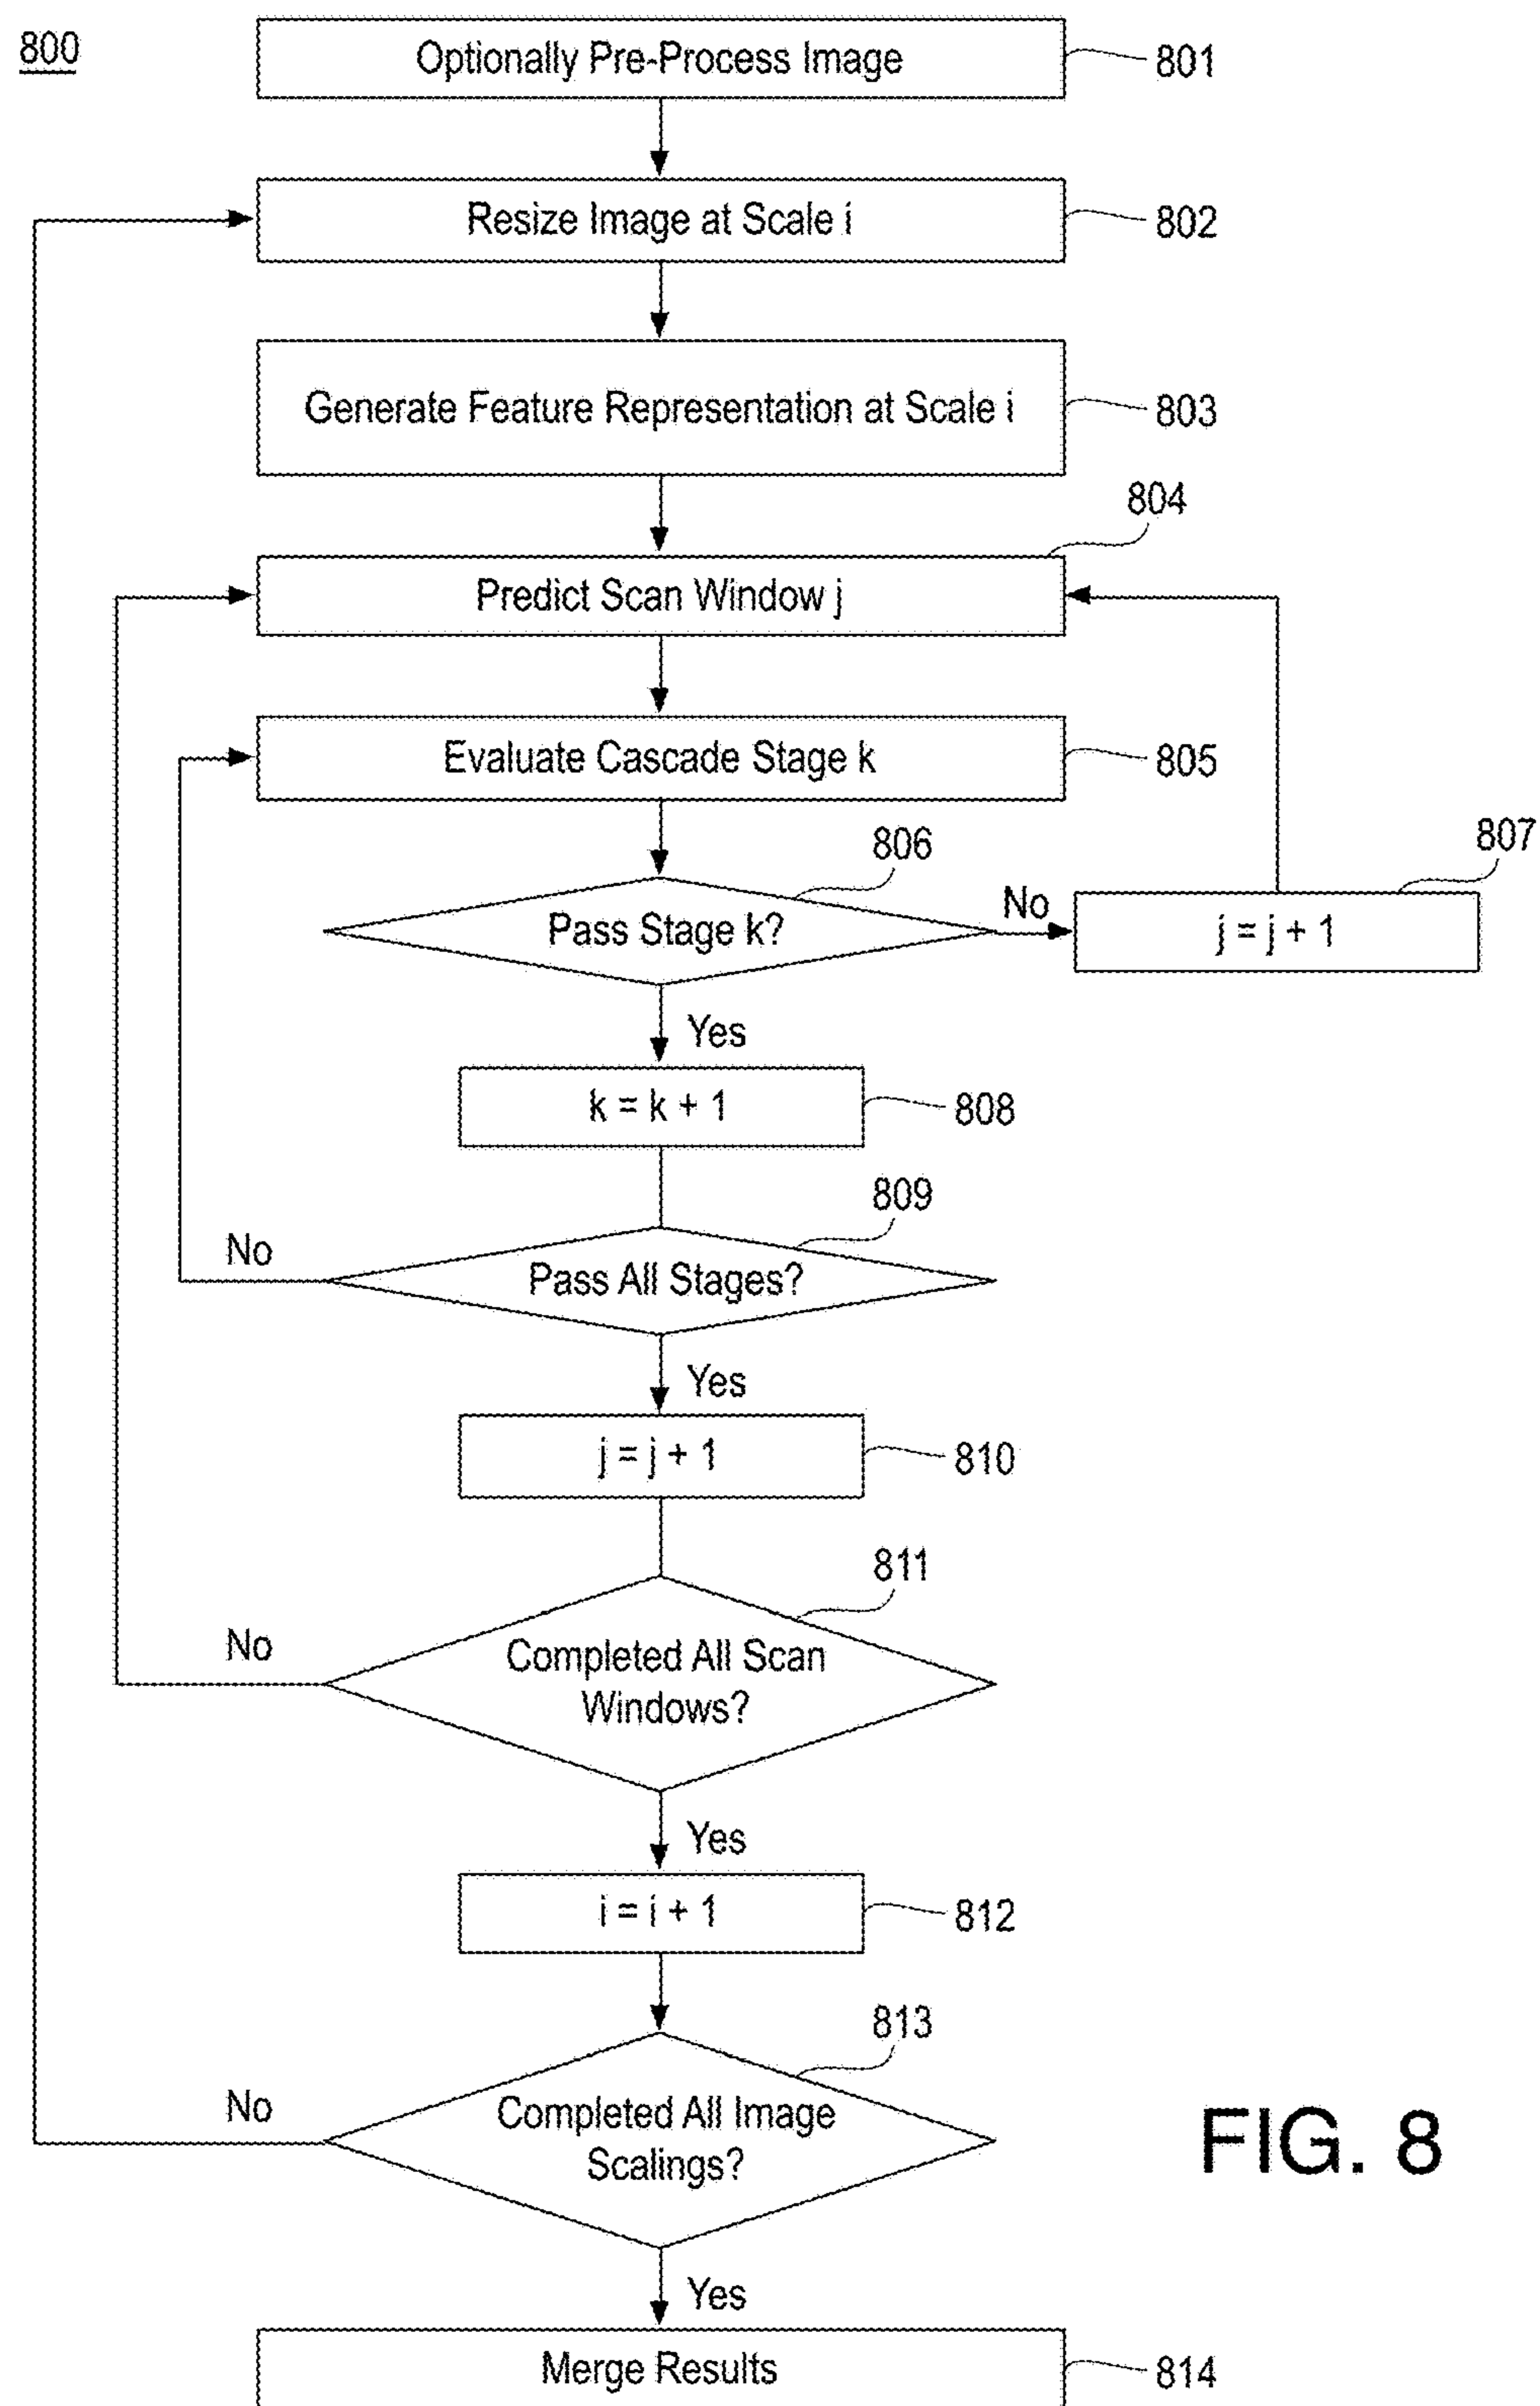 800
Optionally Pre-Process Image
801
Resize Image at Scale i
802
Generate Feature Representation at Scale i
803
804
Predict Scan Window j
Evaluate Cascade Stage k
805
806
807
Pass Stage k?
No
j = j + 1
Yes
k = k + 1
808
809
No
Pass All Stages?
Yes
j = j + 1
810
811
No
Completed All Scan
Windows?
Yes
i = i + 1
812
813
No
Completed All Image
Scalings?
FIG. 8
Yes
Merge Results
814